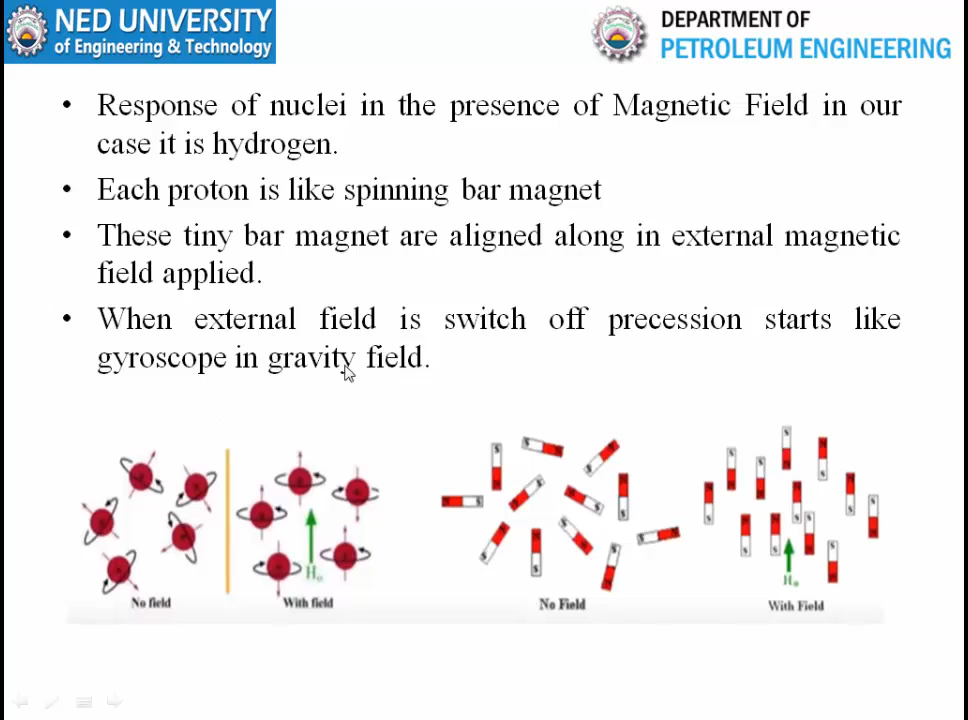 NED UNIVERSITY
of Engineering & Technology
DEPARTMENT OF
PETROLEUM ENGINEERING
• Response of nuclei in the presence of Magnetic Field in our
case it is hydrogen.
• Each proton is like spinning bar magnet
• These tiny bar magnet are aligned along in external magnetic
field applied.
• When external field is switch off precession starts like
gyroscope in gravity field.
H₀
H₀
No field
With field
No Field
With Field